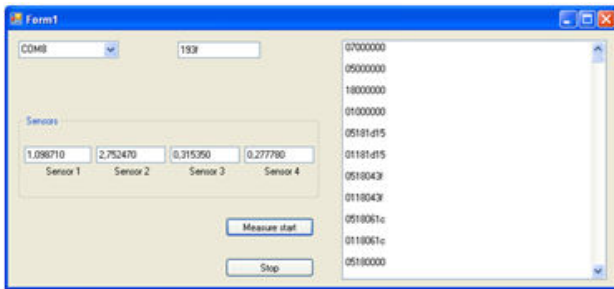 Form1
COM8
193f
Sensors
1,098710 2,752470 0,315350 0,277780
Sensor 1 Sensor 2 Sensor 3 Sensor 4
Measure start
Stop
07000000
05000000
18000000
01000000
05181d15
01181d15
0518043f
0118043f
0518061c
0118061c
05180000